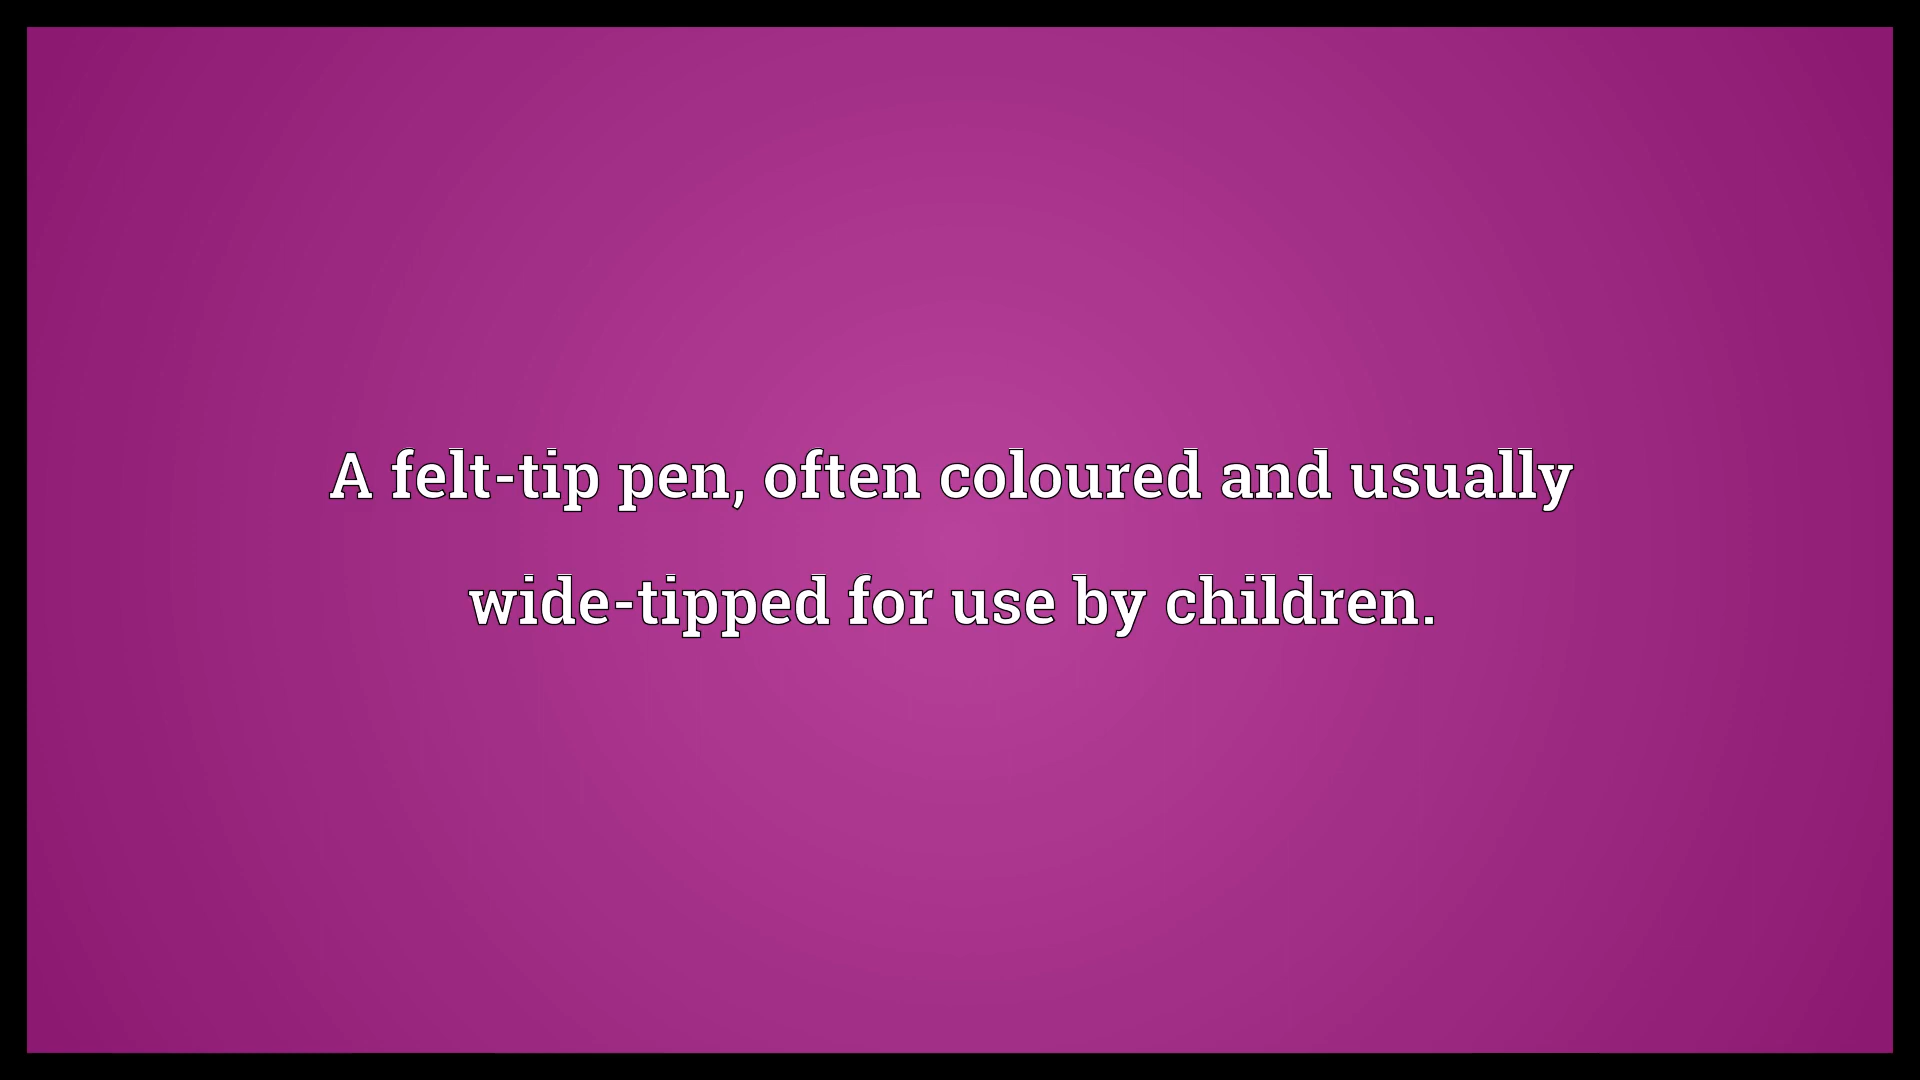 A felt-tip pen, often coloured and usually
wide-tipped for use by children.